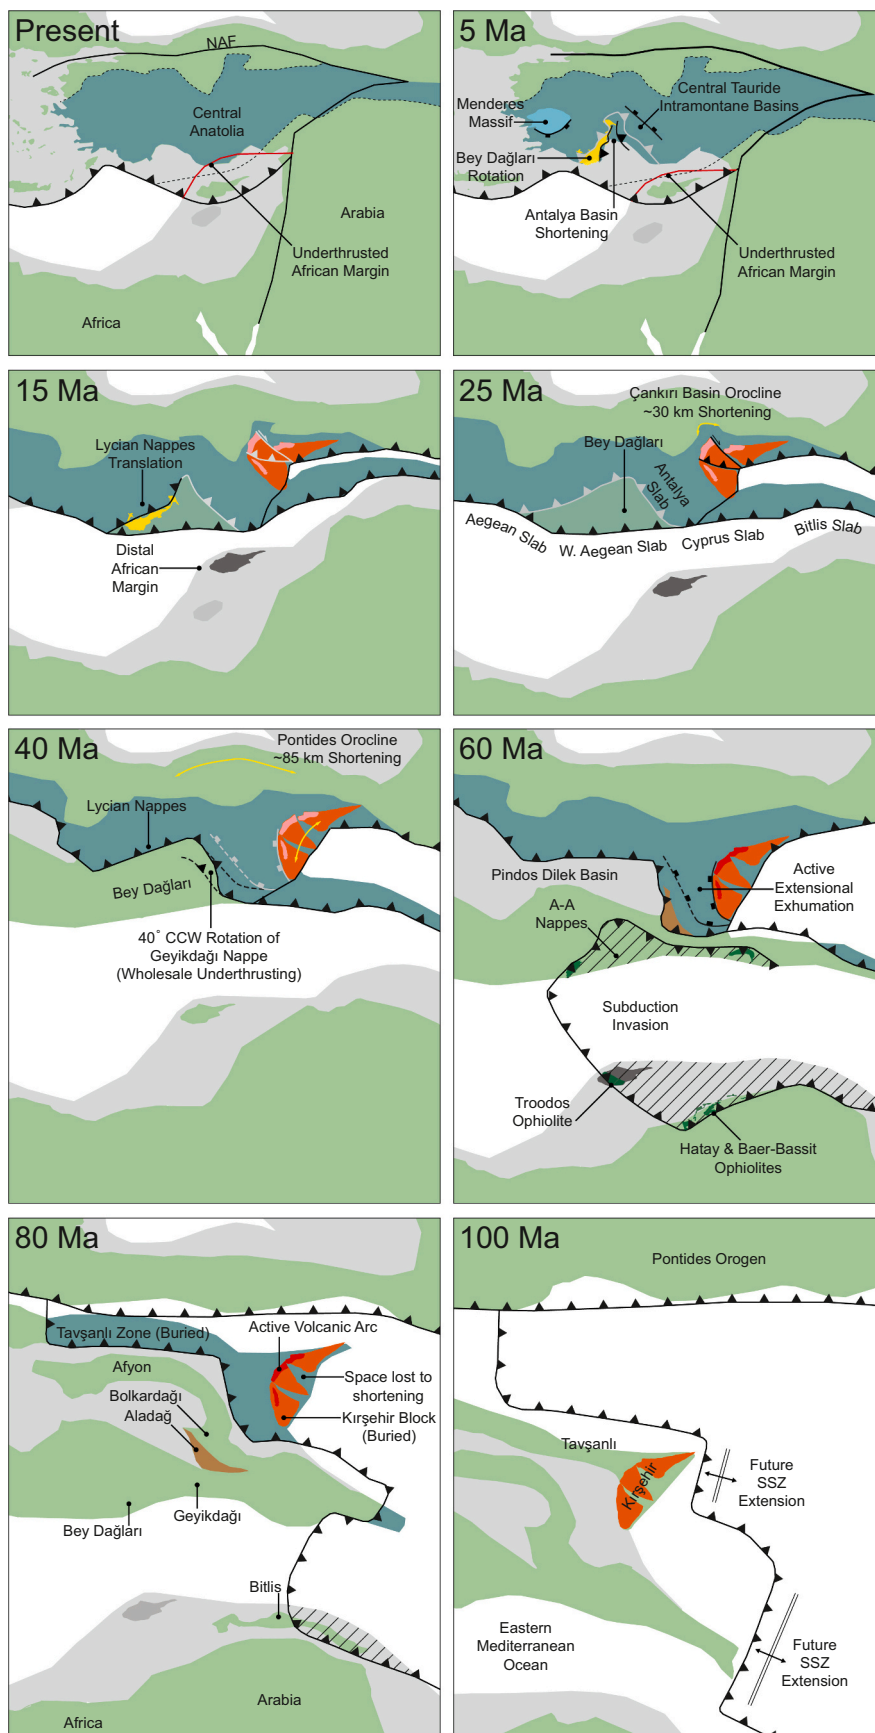 Present
NAF
Central
Anatolia
Arabia
Underthrusted
African Margin
Africa
5 Ma
Menderes
Massif
Central Tauride
Intramontane Basins
Bey Dağları
Rotation
Antalya Basin
Shortening
Underthrusted
African Margin
15 Ma
Lycian Nappes
Translation
Distal
African
Margin
25 Ma
Çankırı Basin Orocline
~30 km Shortening
Bey Dağları
Antalya
Slab
Aegean Slab
W. Aegean Slab
Cyprus Slab
Bitlis Slab
40 Ma
Pontides Orocline
~85 km Shortening
Lycian Nappes
Bey Dağları
40° CCW Rotation of
Geyikdağı Nappe
(Wholesale Underthrusting)
60 Ma
Pindos Dilek Basin
Active
Extensional
Exhumation
A-A
Nappes
Subduction
Invasion
Troodos
Ophiolite
Hatay & Baer-Bassit
Ophiolites
80 Ma
Tavşanlı Zone (Buried)
Active Volcanic Arc
Afyon
Space lost to
shortening
Bolkardağı
Aladağ
Kırşehir Block
(Buried)
Geyikdağı
Bey Dağları
Bitlis
Arabia
Africa
100 Ma
Pontides Orogen
Tavşanlı
Kırşehir
Future
SSZ
Extension
Eastern
Mediterranean
Ocean
Future
SSZ
Extension